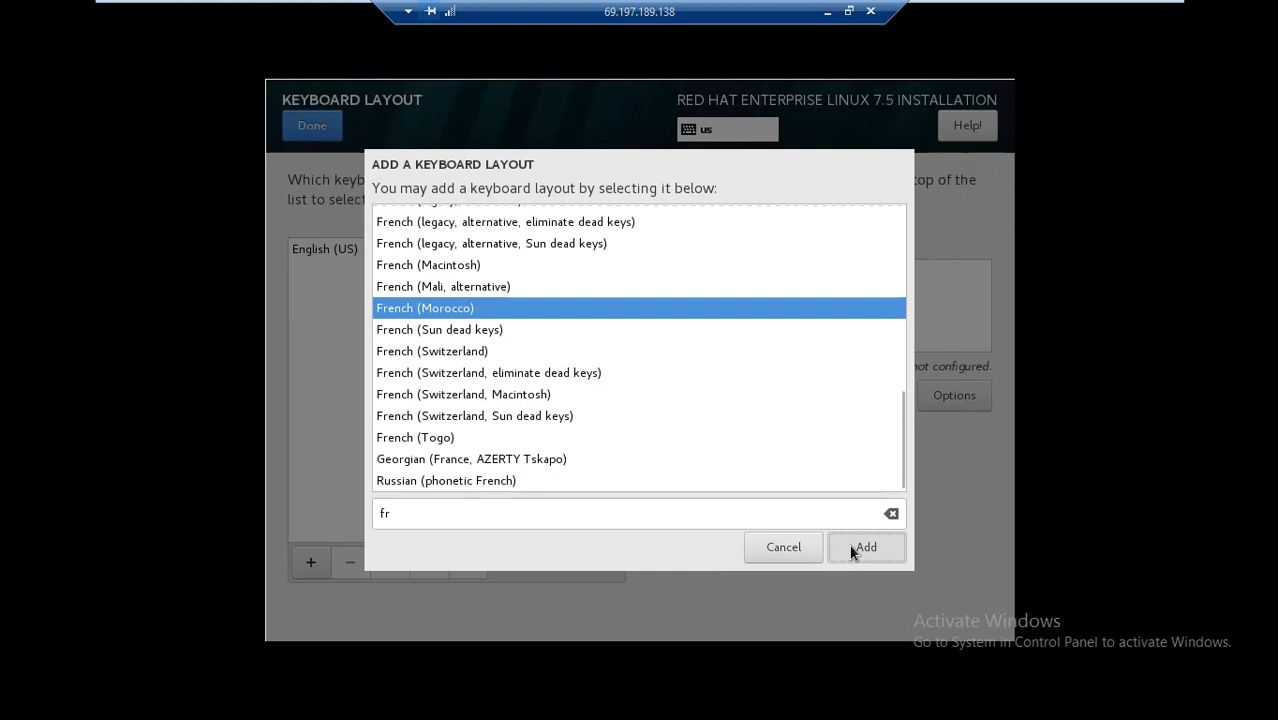 69.197.189.138
KEYBOARD LAYOUT
RED HAT ENTERPRISE LINUX 7.5 INSTALLATION
Done
us
Help!
ADD A KEYBOARD LAYOUT
You may add a keyboard layout by selecting it below:
Which keyb
top of the
list to select
English (US)
French (legacy, alternative, eliminate dead keys)
French (legacy, alternative, Sun dead keys)
French (Macintosh)
French (Mali, alternative)
French (Morocco)
French (Sun dead keys)
French (Switzerland)
French (Switzerland, eliminate dead keys)
French (Switzerland, Macintosh)
French (Switzerland, Sun dead keys)
French (Togo)
Georgian (France, AZERTY Tskapo)
Russian (phonetic French)
not configured.
Options
fr
+ −
Cancel
Add
Activate Windows
Go to System in Control Panel to activate Windows.